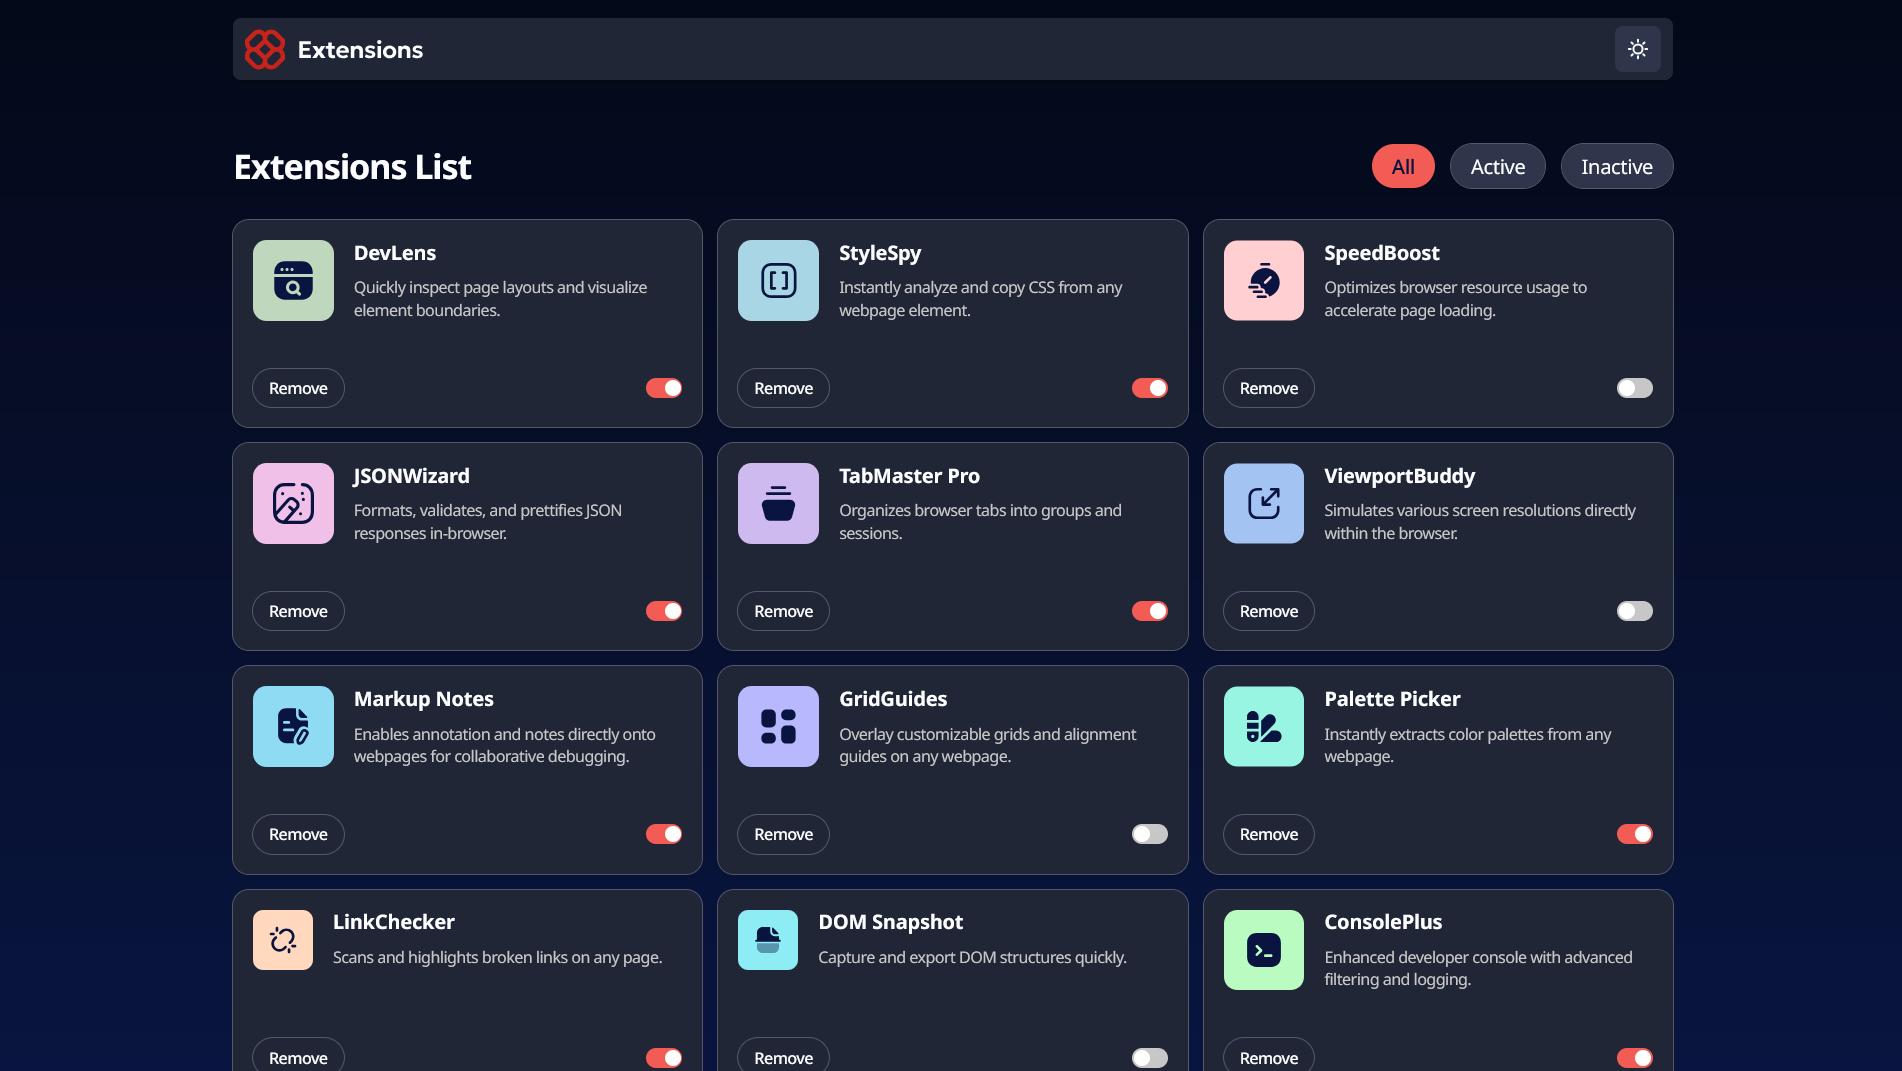 Extensions
Extensions List
All
Active
Inactive
DevLens
Quickly inspect page layouts and visualize
element boundaries.
Remove
StyleSpy
Instantly analyze and copy CSS from any
webpage element.
Remove
SpeedBoost
Optimizes browser resource usage to
accelerate page loading.
Remove
JSONWizard
Formats, validates, and prettifies JSON
responses in-browser.
Remove
TabMaster Pro
Organizes browser tabs into groups and
sessions.
Remove
ViewportBuddy
Simulates various screen resolutions directly
within the browser.
Remove
Markup Notes
Enables annotation and notes directly onto
webpages for collaborative debugging.
Remove
GridGuides
Overlay customizable grids and alignment
guides on any webpage.
Remove
Palette Picker
Instantly extracts color palettes from any
webpage.
Remove
LinkChecker
Scans and highlights broken links on any page.
Remove
DOM Snapshot
Capture and export DOM structures quickly.
Remove
ConsolePlus
Enhanced developer console with advanced
filtering and logging.
Remove